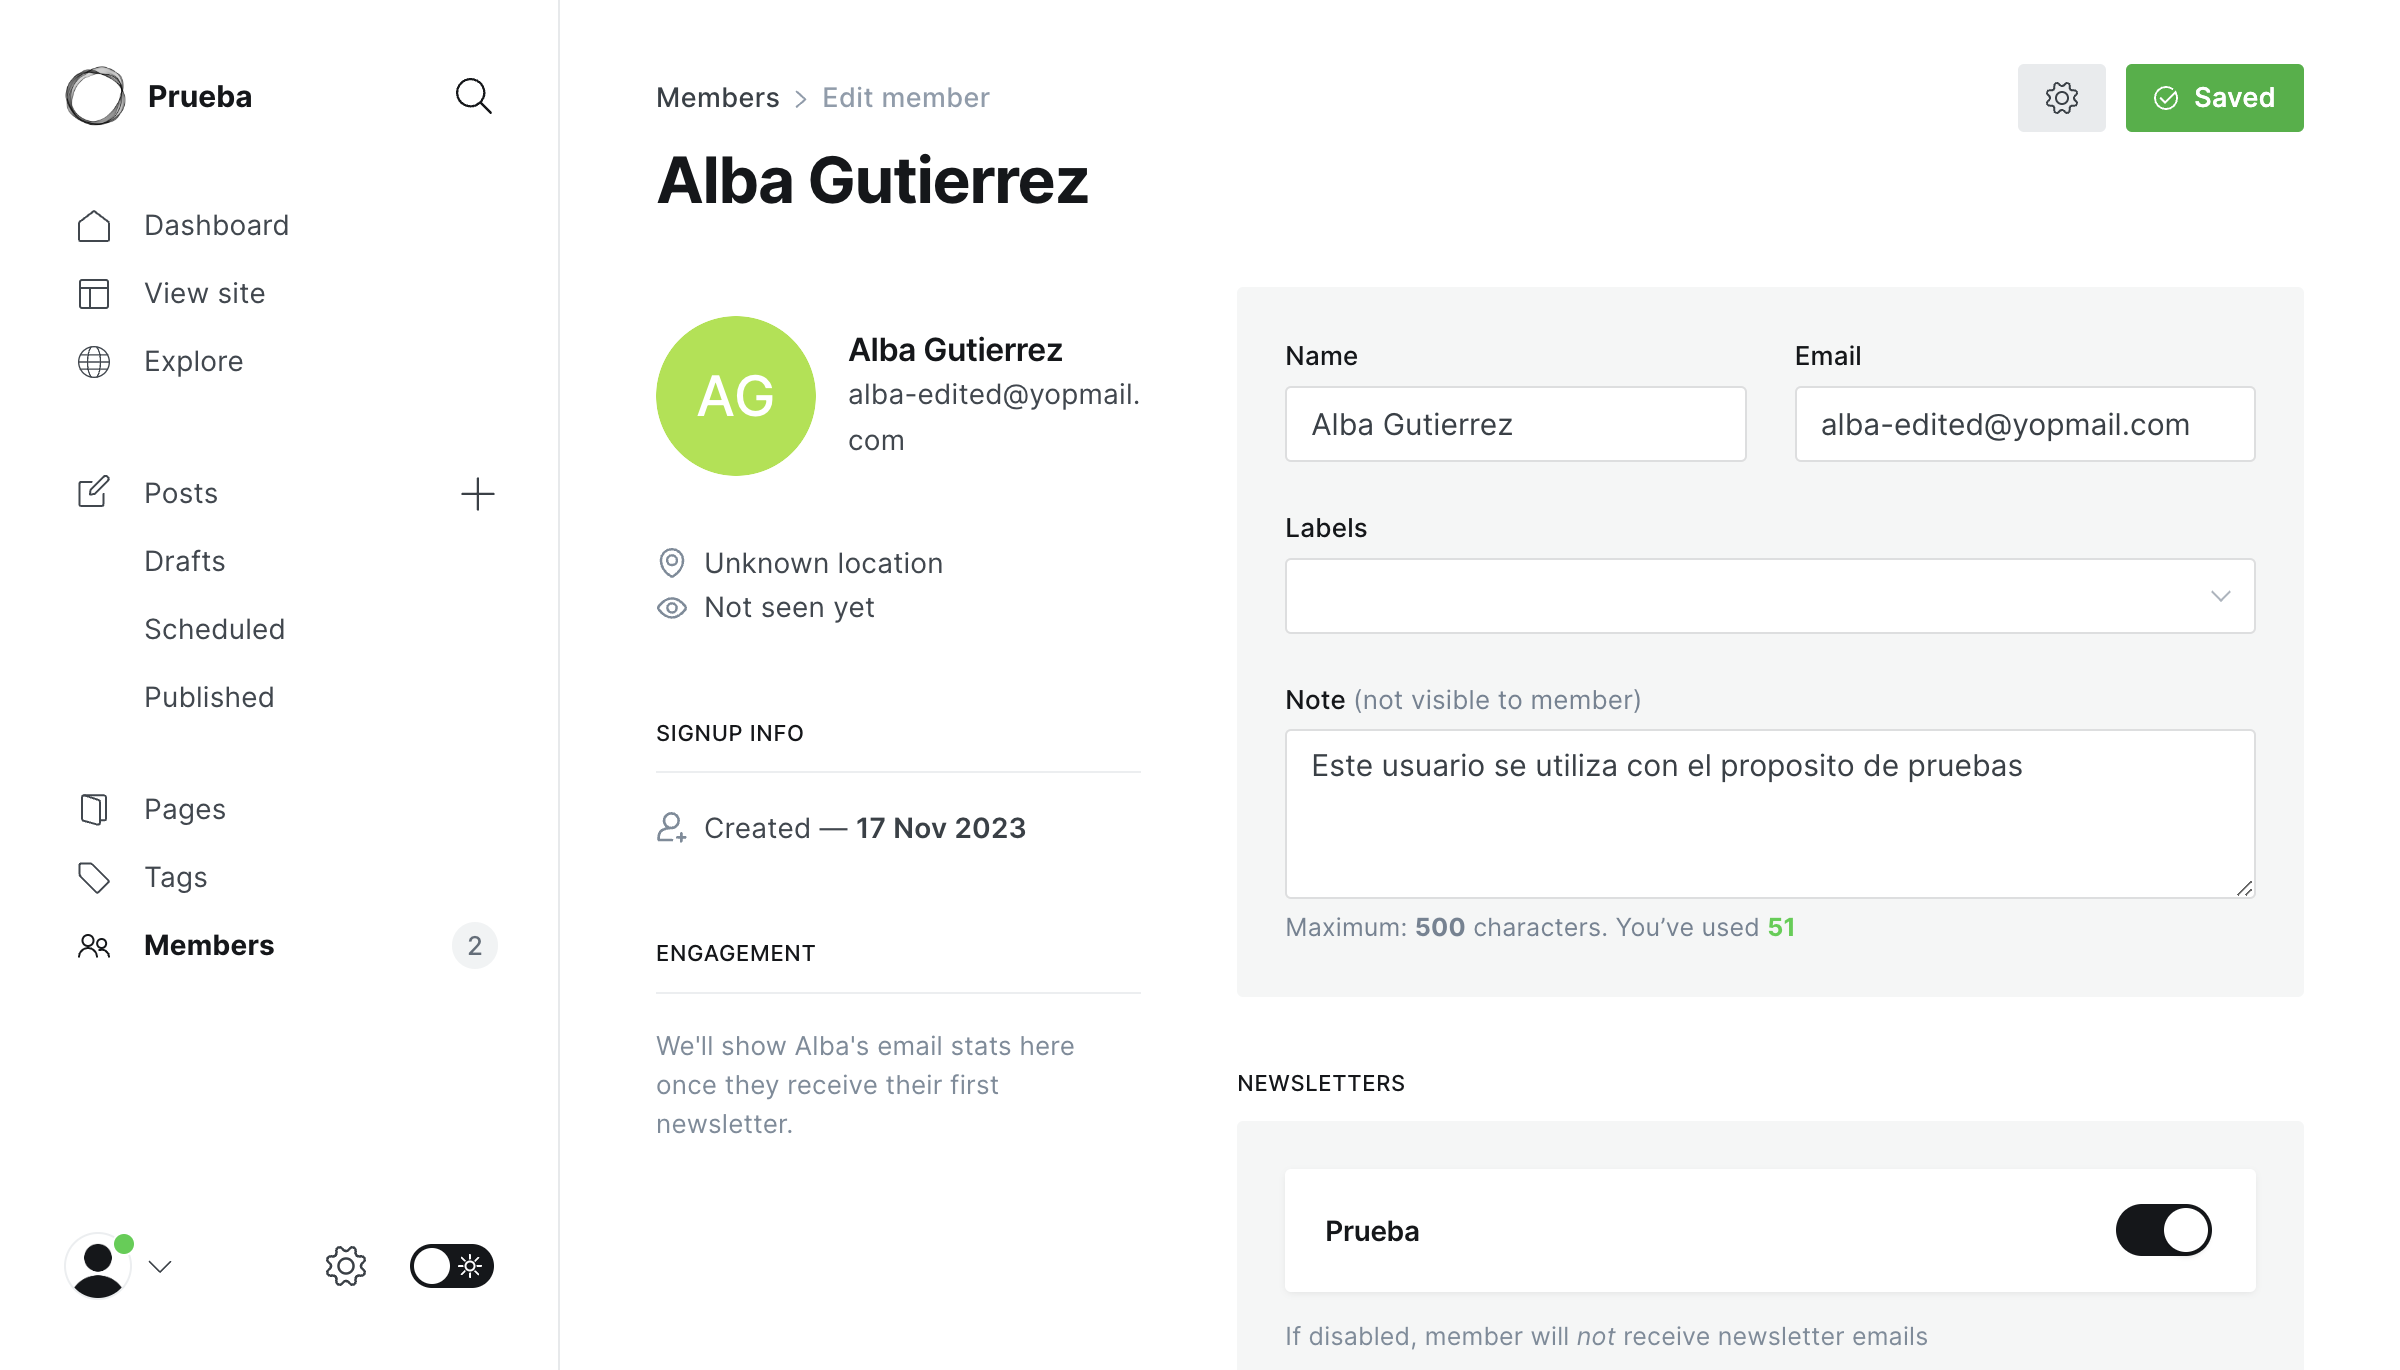 Prueba
Dashboard
View site
Explore
Posts
Drafts
Scheduled
Published
Pages
Tags
Members 2
Members > Edit member
Saved
Alba Gutierrez
AG
Alba Gutierrez
alba-edited@yopmail.
com
Unknown location
Not seen yet
SIGNUP INFO
Created — 17 Nov 2023
ENGAGEMENT
We'll show Alba's email stats here
once they receive their first
newsletter.
Name
Alba Gutierrez
Email
alba-edited@yopmail.com
Labels
Note (not visible to member)
Este usuario se utiliza con el proposito de pruebas
Maximum: 500 characters. You’ve used 51
NEWSLETTERS
Prueba
If disabled, member will not receive newsletter emails